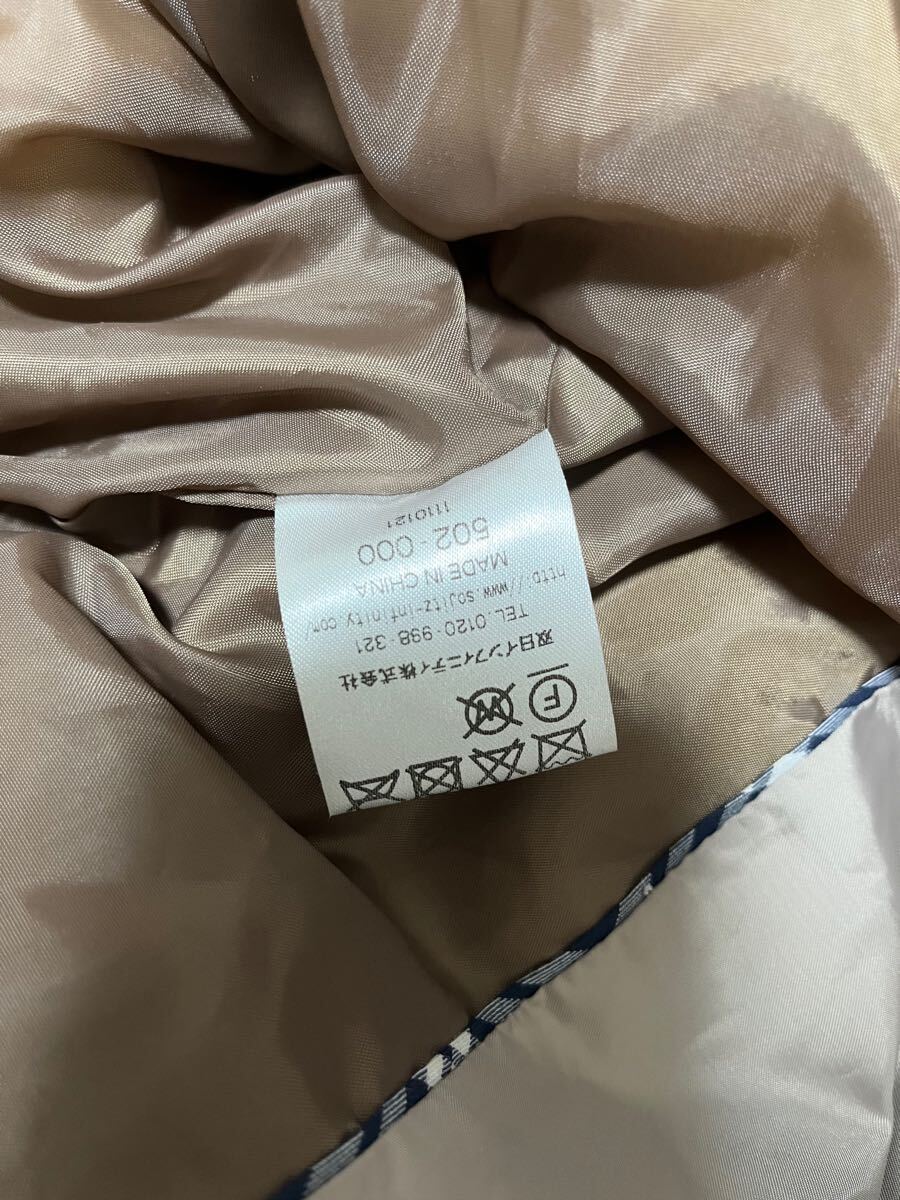 F W
双日インフィニティ株式会社
TEL. 0120-998-321
http://www.sojitz-infinity.com/
MADE IN CHINA
502-000
1110121